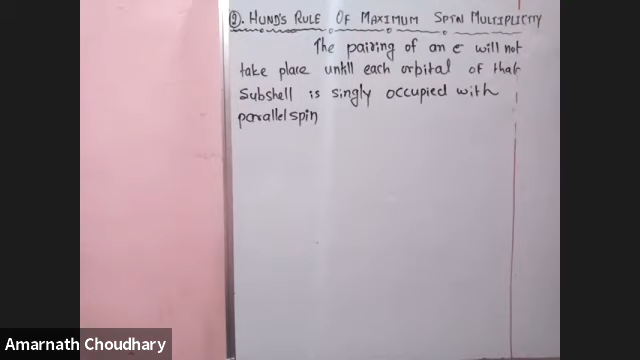 9). HUND'S RULE OF MAXIMUM SPIN MULTIPLICITY
The pairing of an e⁻ will not
take place untill each orbital of that
Subshell is singly occupied with
parallel spin
Amarnath Choudhary